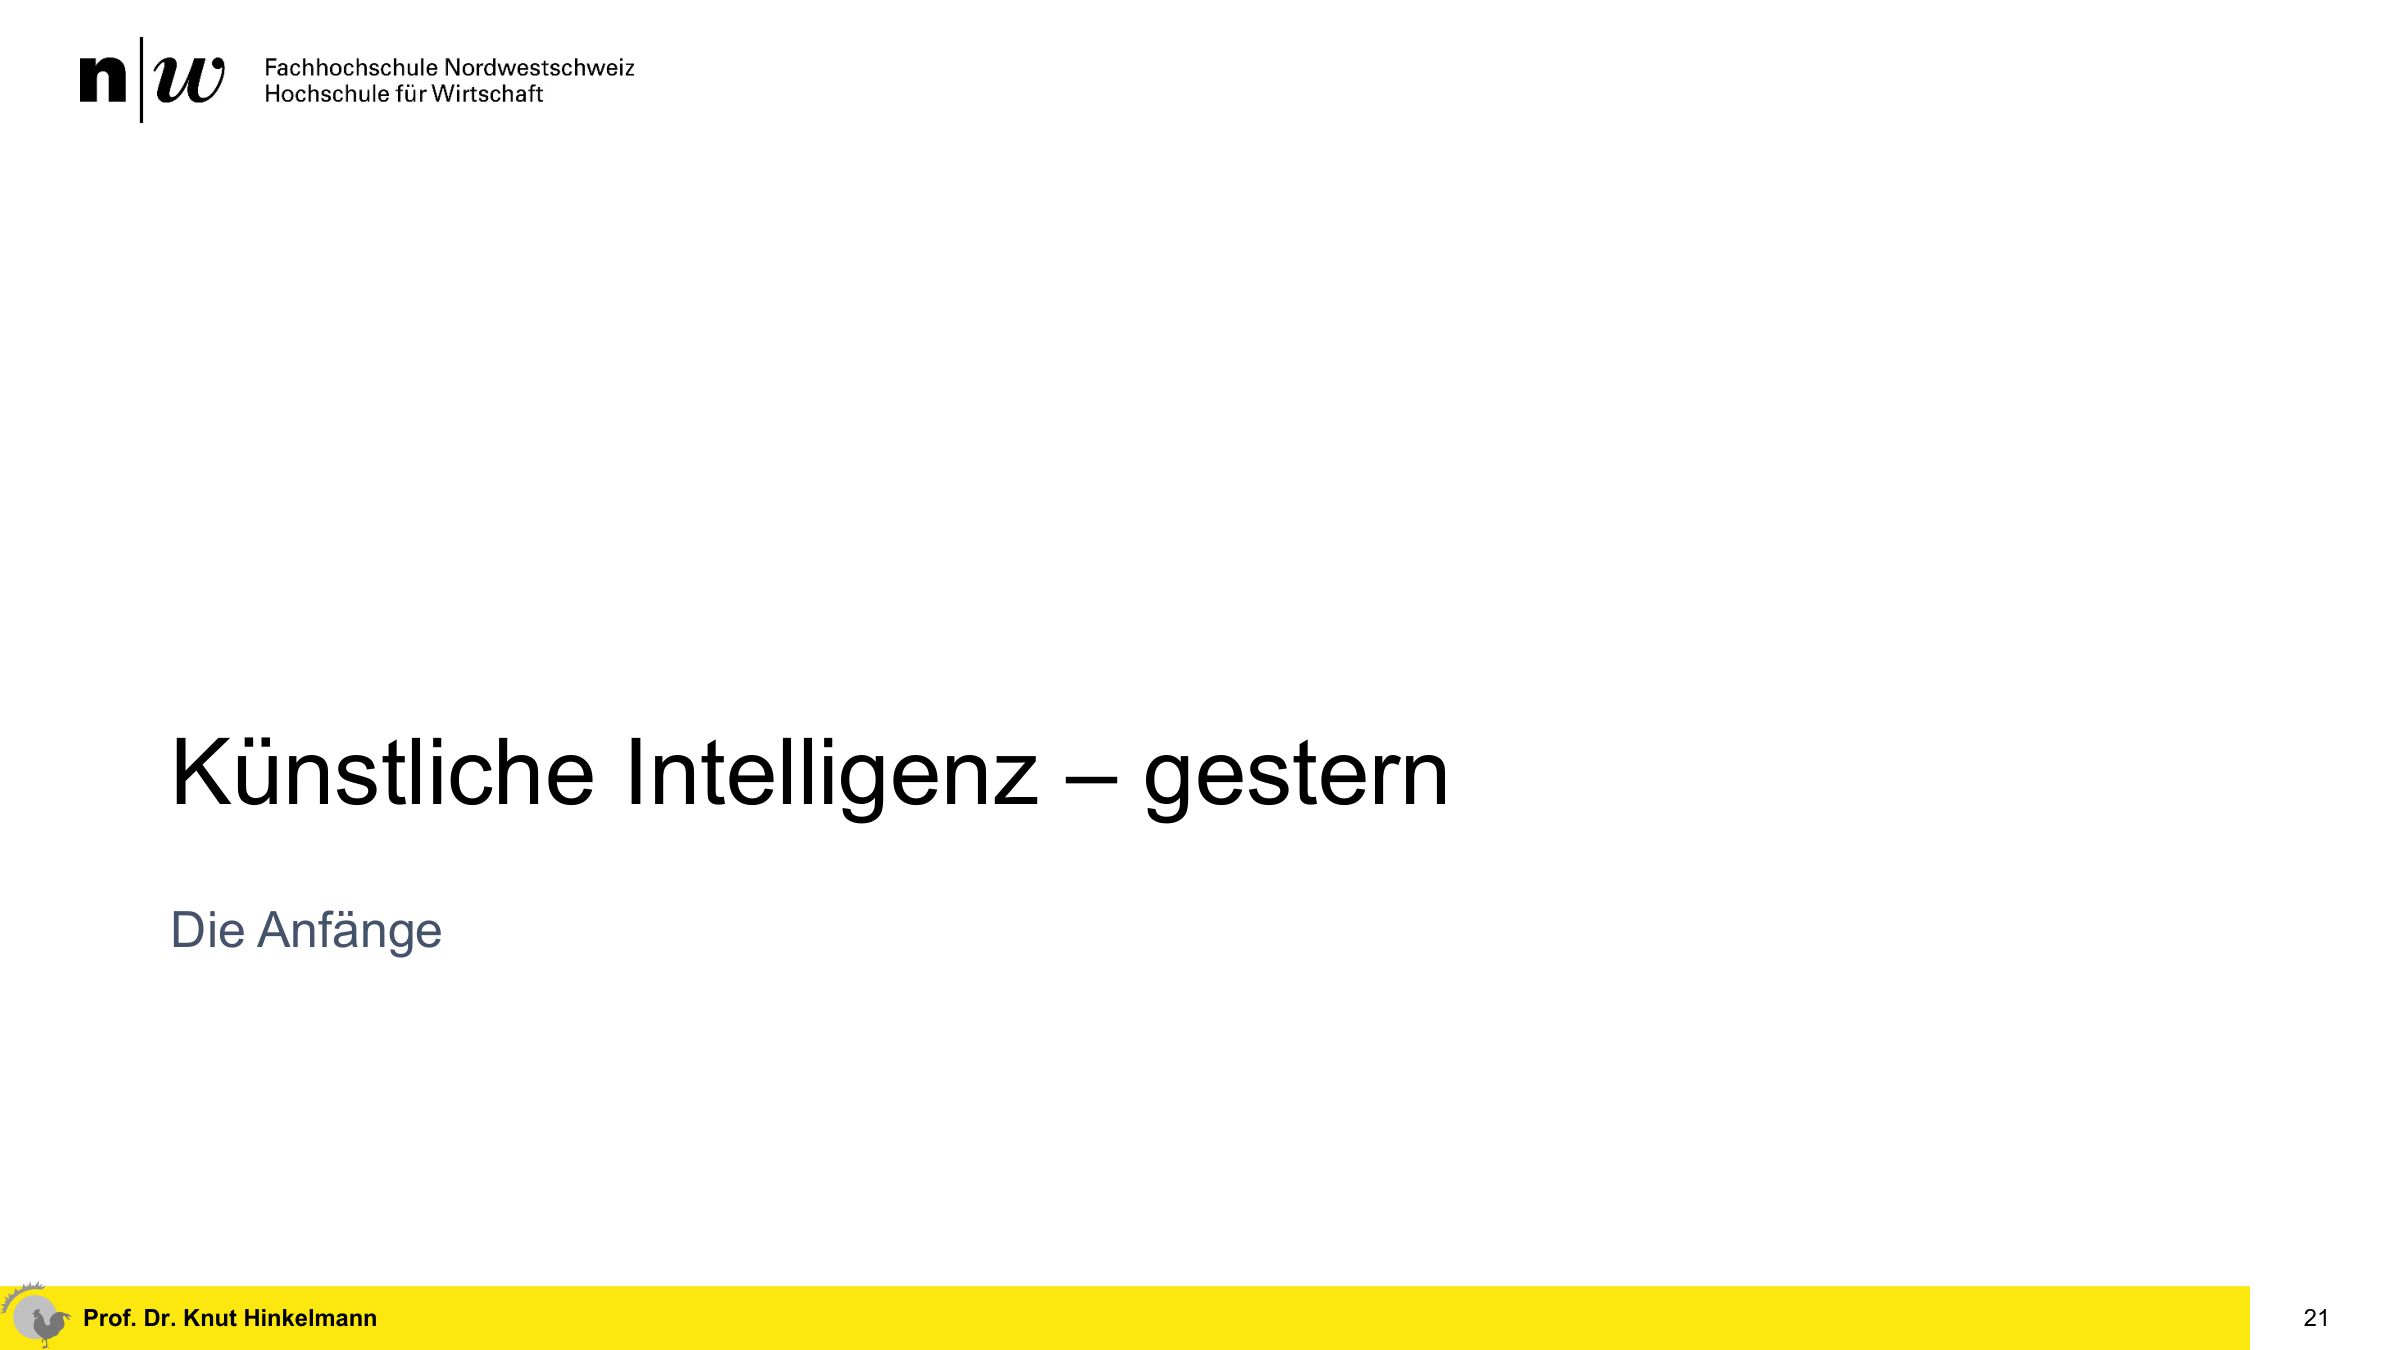 n|w
Fachhochschule Nordwestschweiz
Hochschule für Wirtschaft
Künstliche Intelligenz – gestern
Die Anfänge
Prof. Dr. Knut Hinkelmann
21